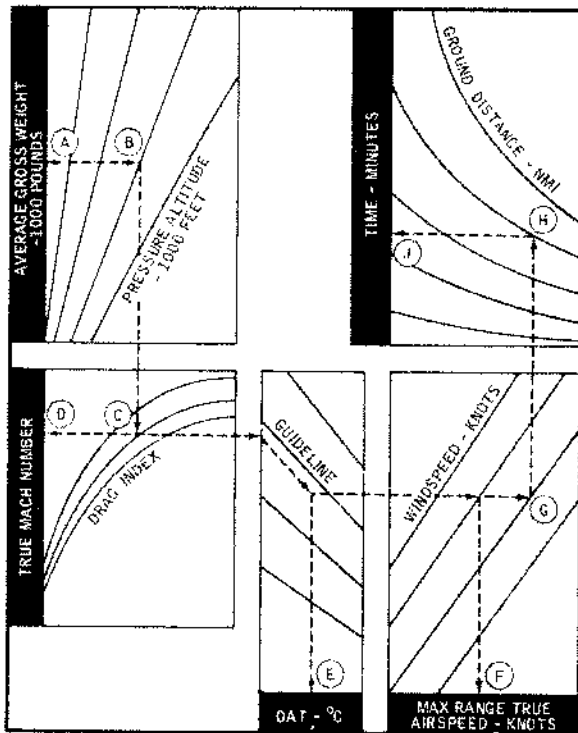 AVERAGE GROSS WEIGHT
~1000 POUNDS
A
B
PRESSURE ALTITUDE
~1000 FEET
TIME - MINUTES
GROUND DISTANCE - NMI
H
J
TRUE MACH NUMBER
D
C
DRAG INDEX
GUIDELINE
E
OAT, - °C
WINDSPEED - KNOTS
G
F
MAX RANGE TRUE
AIRSPEED - KNOTS